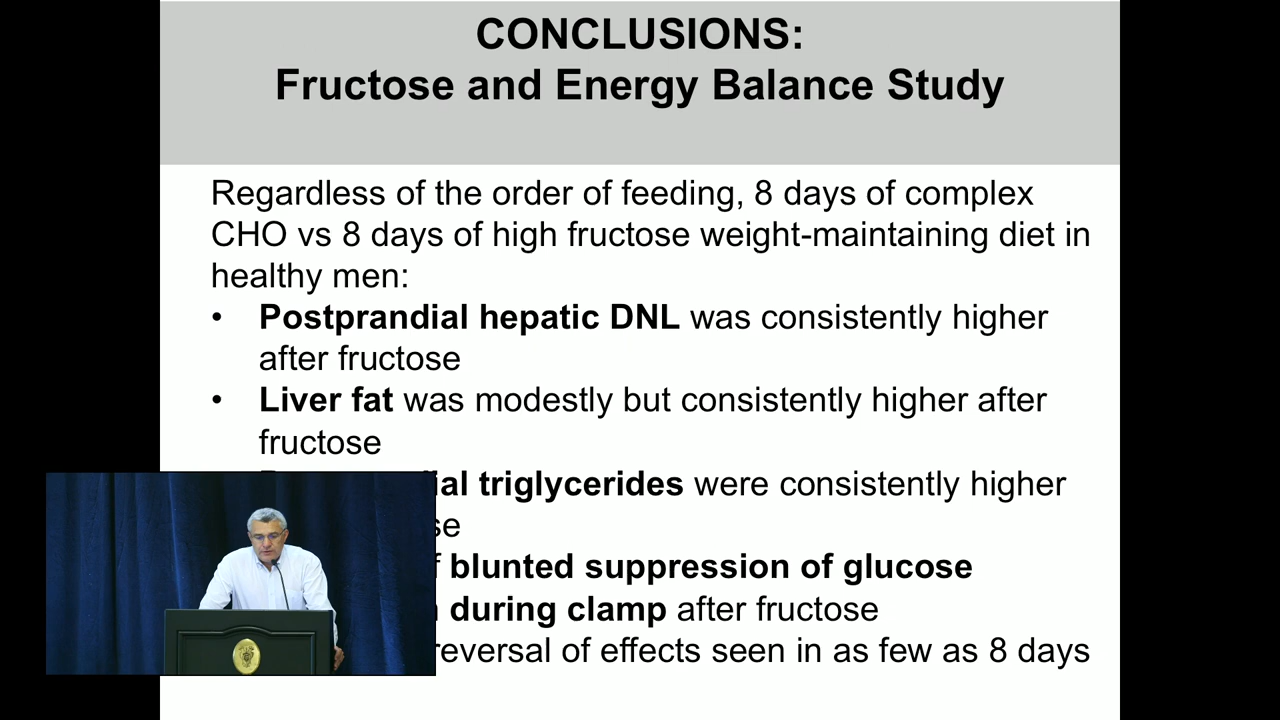 CONCLUSIONS:
Fructose and Energy Balance Study
Regardless of the order of feeding, 8 days of complex
CHO vs 8 days of high fructose weight-maintaining diet in
healthy men:
• Postprandial hepatic DNL was consistently higher
after fructose
• Liver fat was modestly but consistently higher after
fructose
triglycerides were consistently higher
blunted suppression of glucose
during clamp after fructose
reversal of effects seen in as few as 8 days